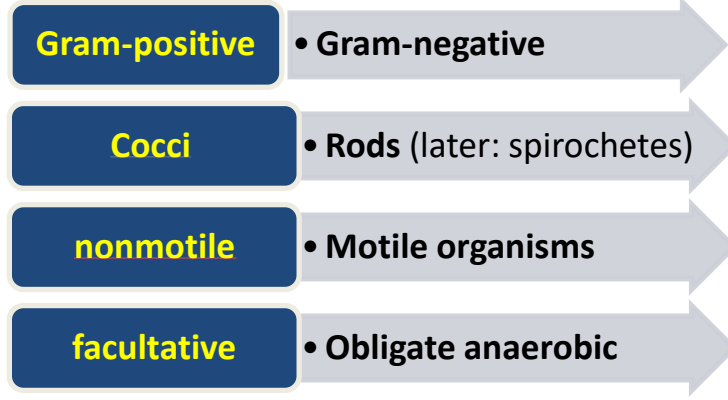 Gram-positive • Gram-negative
Cocci • Rods (later: spirochetes)
nonmotile • Motile organisms
facultative • Obligate anaerobic